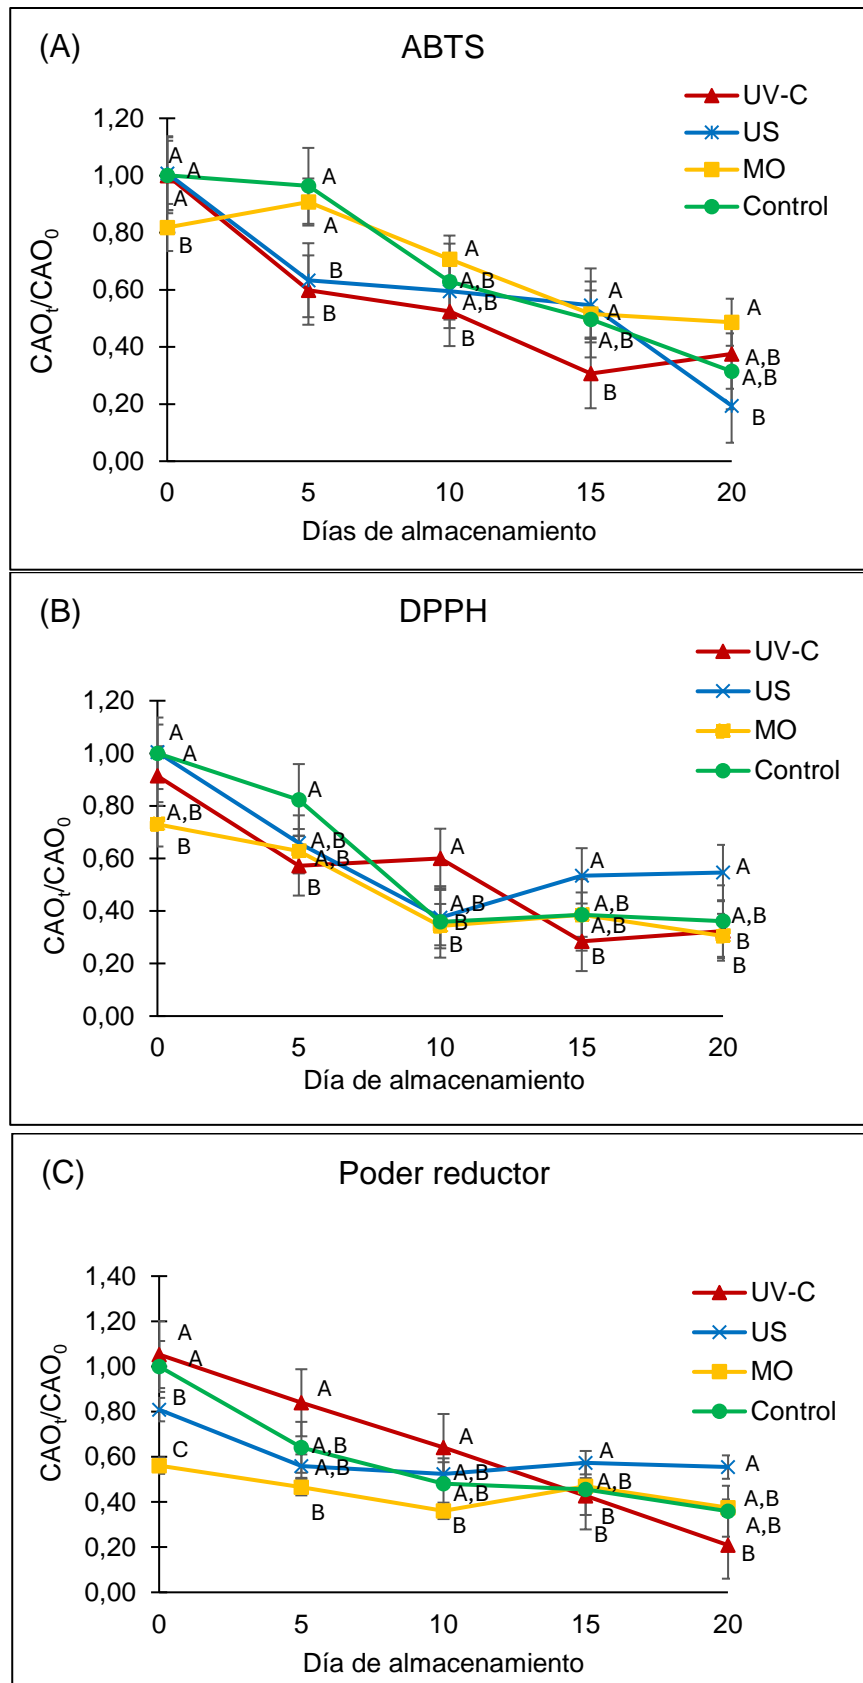 (A)
ABTS
UV-C
US
MO
Control
1,20
1,00
0,80
0,60
0,40
0,20
0,00
CAOt/CAO0
A
A
A
B
A
A
B
B
A
A,B
A,B
B
A
A
A,B
B
A
A,B
A,B
B
0
5
10
15
20
Días de almacenamiento
(B)
DPPH
UV-C
US
MO
Control
1,20
1,00
0,80
0,60
0,40
0,20
0,00
CAOt/CAO0
A
A
A,B
B
A
A,B
A,B
B
A
A,B
B
B
A
A,B
A,B
B
A
A,B
B
B
0
5
10
15
20
Día de almacenamiento
(C)
Poder reductor
UV-C
US
MO
Control
1,40
1,20
1,00
0,80
0,60
0,40
0,20
0,00
CAOt/CAO0
A
A
B
C
A
A,B
A,B
B
A
A,B
A,B
B
A
A,B
B
B
A
A,B
A,B
B
0
5
10
15
20
Día de almacenamiento